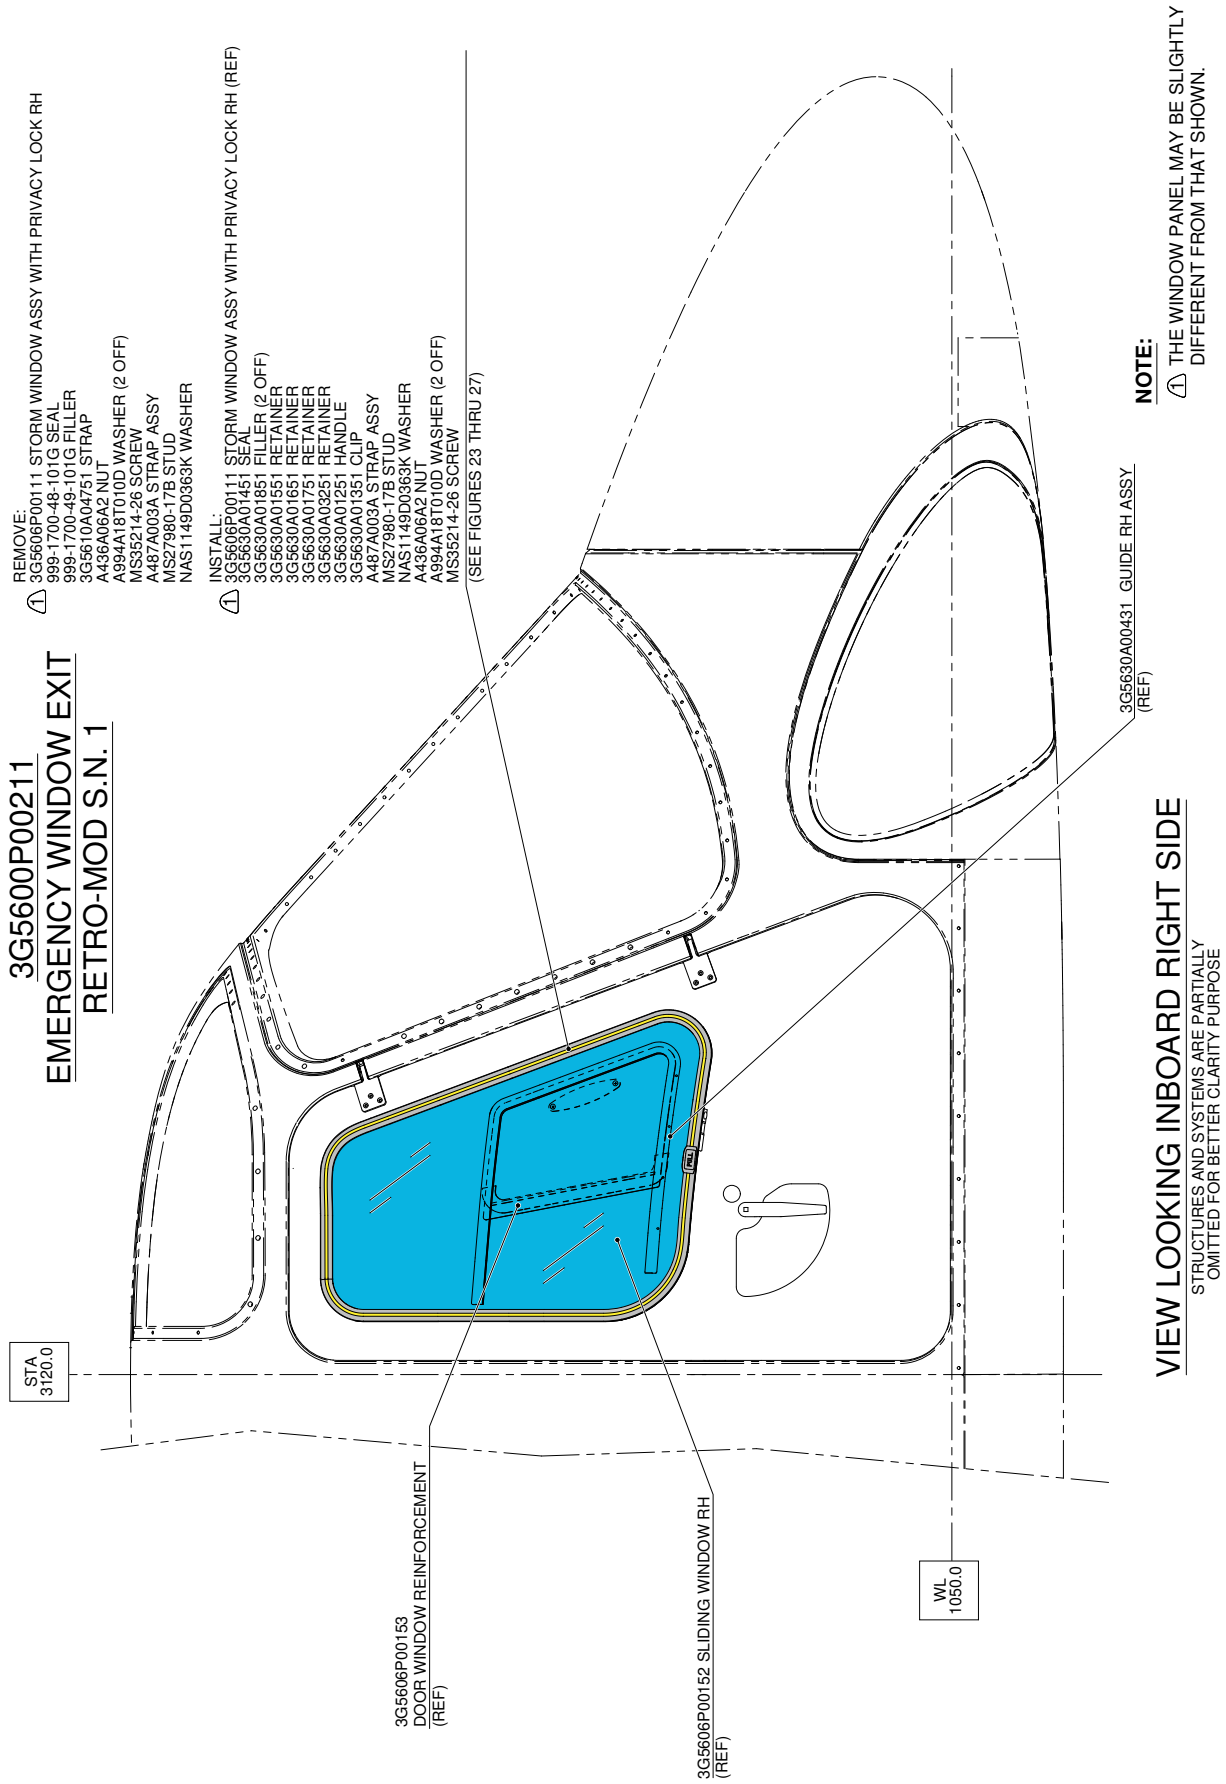 3G5600P00211
EMERGENCY WINDOW EXIT
RETRO-MOD S.N. 1
REMOVE:
1 3G5606P00111 STORM WINDOW ASSY WITH PRIVACY LOCK RH
999-1700-48-101G SEAL
999-1700-49-101G FILLER
3G5610A04751 STRAP
A436A06A2 NUT
A994A18T010D WASHER (2 OFF)
MS35214-26 SCREW
A487A003A STRAP ASSY
MS27980-17B STUD
NAS1149D0363K WASHER
INSTALL:
1 3G5606P00111 STORM WINDOW ASSY WITH PRIVACY LOCK RH (REF)
3G5630A01451 SEAL
3G5630A01851 FILLER (2 OFF)
3G5630A01551 RETAINER
3G5630A01651 RETAINER
3G5630A01751 RETAINER
3G5630A03251 RETAINER
3G5630A01251 HANDLE
3G5630A01351 CLIP
A487A003A STRAP ASSY
MS27980-17B STUD
NAS1149D0363K WASHER
A436A06A2 NUT
A994A18T010D WASHER (2 OFF)
MS35214-26 SCREW
(SEE FIGURES 23 THRU 27)
STA
3120.0
3G5606P00153
DOOR WINDOW REINFORCEMENT
(REF)
PULL
3G5606P00152 SLIDING WINDOW RH
(REF)
3G5630A00431 GUIDE RH ASSY
(REF)
WL
1050.0
NOTE:
1 THE WINDOW PANEL MAY BE SLIGHTLY
DIFFERENT FROM THAT SHOWN.
VIEW LOOKING INBOARD RIGHT SIDE
STRUCTURES AND SYSTEMS ARE PARTIALLY
OMITTED FOR BETTER CLARITY PURPOSE